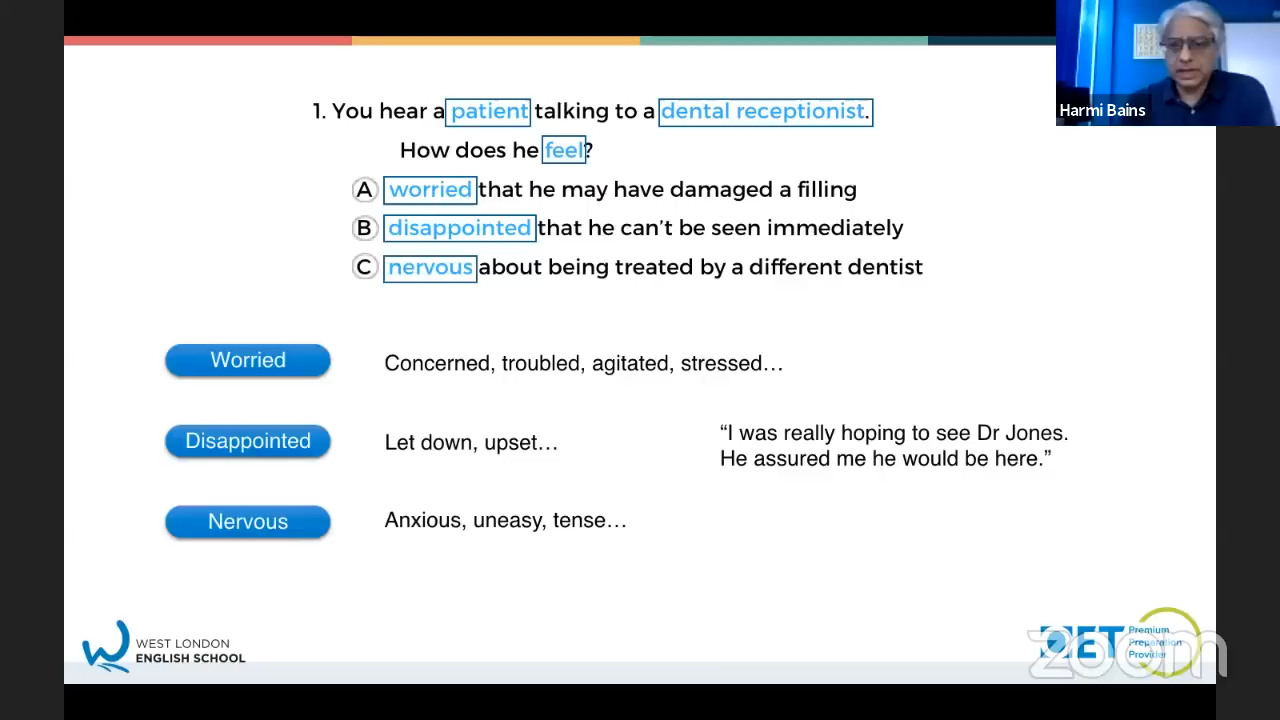 Harmi Bains
1. You hear a patient talking to a dental receptionist.
How does he feel?
A worried that he may have damaged a filling
B disappointed that he can't be seen immediately
C nervous about being treated by a different dentist
Worried
Concerned, troubled, agitated, stressed…
Disappointed
Let down, upset…
“I was really hoping to see Dr Jones.
He assured me he would be here.”
Nervous
Anxious, uneasy, tense…
WEST LONDON
ENGLISH SCHOOL
Premium
Preparation
Provider
zoom